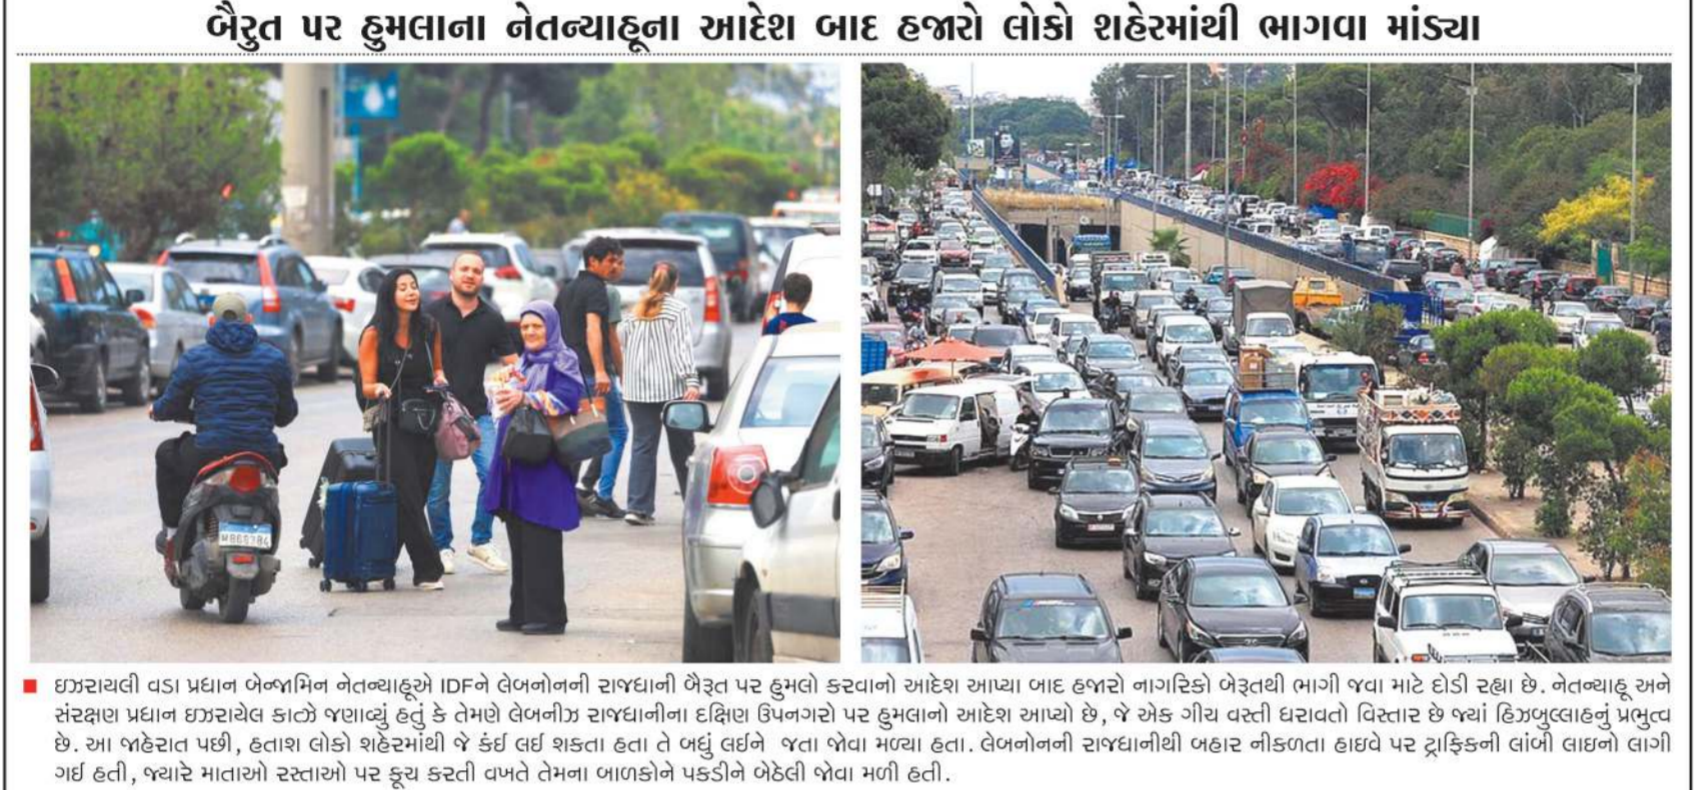 બૈરુત પર હુમલાના નેતન્યાહૂના આદેશ બાદ હજારો લોકો શહેરમાંથી ભાગવા માંડ્યા
M868784
ઇઝરાયલી વડા પ્રધાન બેન્જામિન નેતન્યાહૂએ IDFને લેબનોનની રાજધાની બૈરૂત પર હુમલો કરવાનો આદેશ આપ્યા બાદ હજારો નાગરિકો બેરૂતથી ભાગી જવા માટે દોડી રહ્યા છે. નેતન્યાહૂ અને
સંરક્ષણ પ્રધાન ઇઝરાયેલ કાત્ઝે જણાવ્યું હતું કે તેમણે લેબનીઝ રાજધાનીના દક્ષિણ ઉપનગરો પર હુમલાનો આદેશ આપ્યો છે, જે એક ગીચ વસ્તી ધરાવતો વિસ્તાર છે જ્યાં હિઝબુલ્લાહનું પ્રભુત્વ
છે. આ જાહેરાત પછી, હતાશ લોકો શહેરમાંથી જે કંઈ લઈ શકતા હતા તે બધું લઈને જતા જોવા મળ્યા હતા. લેબનોનની રાજધાનીથી બહાર નીકળતા હાઇવે પર ટ્રાફિકની લાંબી લાઇનો લાગી
ગઈ હતી, જ્યારે માતાઓ રસ્તાઓ પર કૂચ કરતી વખતે તેમના બાળકોને પકડીને બેઠેલી જોવા મળી હતી.